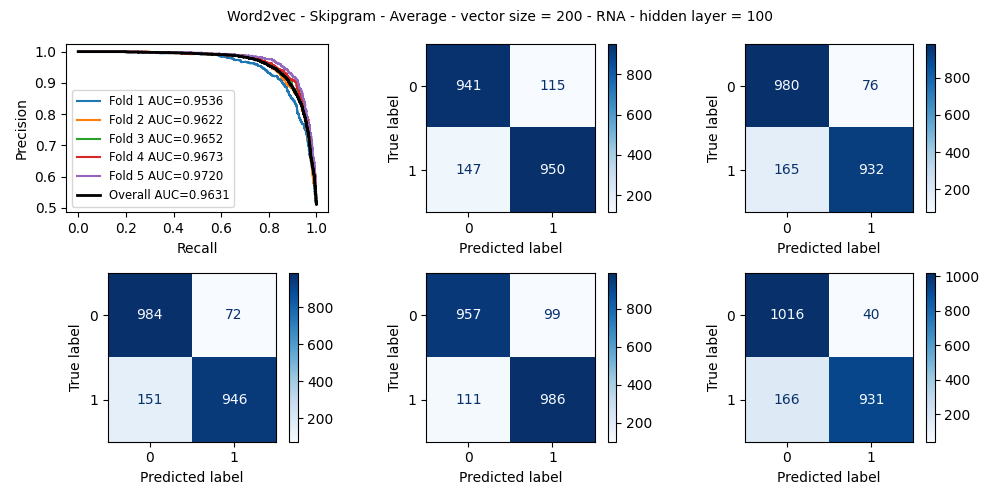 Word2vec - Skipgram - Average - vector size = 200 - RNA - hidden layer = 100
1.0
0.9
0.8
0.7
0.6
0.5
Precision
Fold 1 AUC=0.9536
Fold 2 AUC=0.9622
Fold 3 AUC=0.9652
Fold 4 AUC=0.9673
Fold 5 AUC=0.9720
Overall AUC=0.9631
0.0 0.2 0.4 0.6 0.8 1.0
Recall
True label
0 941 115
1 147 950
0 1
Predicted label
800
600
400
200
True label
0 980 76
1 165 932
0 1
Predicted label
800
600
400
200
True label
0 984 72
1 151 946
0 1
Predicted label
800
600
400
200
True label
0 957 99
1 111 986
0 1
Predicted label
800
600
400
200
True label
0 1016 40
1 166 931
0 1
Predicted label
1000
800
600
400
200